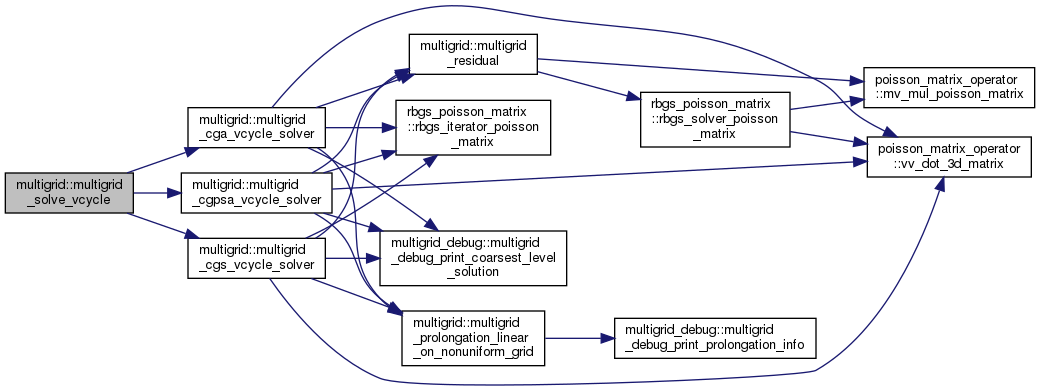 multigrid::multigrid
_solve_vcycle
multigrid::multigrid
_cga_vcycle_solver
multigrid::multigrid
_cgpsa_vcycle_solver
multigrid::multigrid
_cgs_vcycle_solver
multigrid::multigrid
_residual
rbgs_poisson_matrix
::rbgs_iterator_poisson
_matrix
multigrid_debug::multigrid
_debug_print_coarsest_level
_solution
multigrid::multigrid
_prolongation_linear
_on_nonuniform_grid
rbgs_poisson_matrix
::rbgs_solver_poisson
_matrix
multigrid_debug::multigrid
_debug_print_prolongation_info
poisson_matrix_operator
::mv_mul_poisson_matrix
poisson_matrix_operator
::vv_dot_3d_matrix